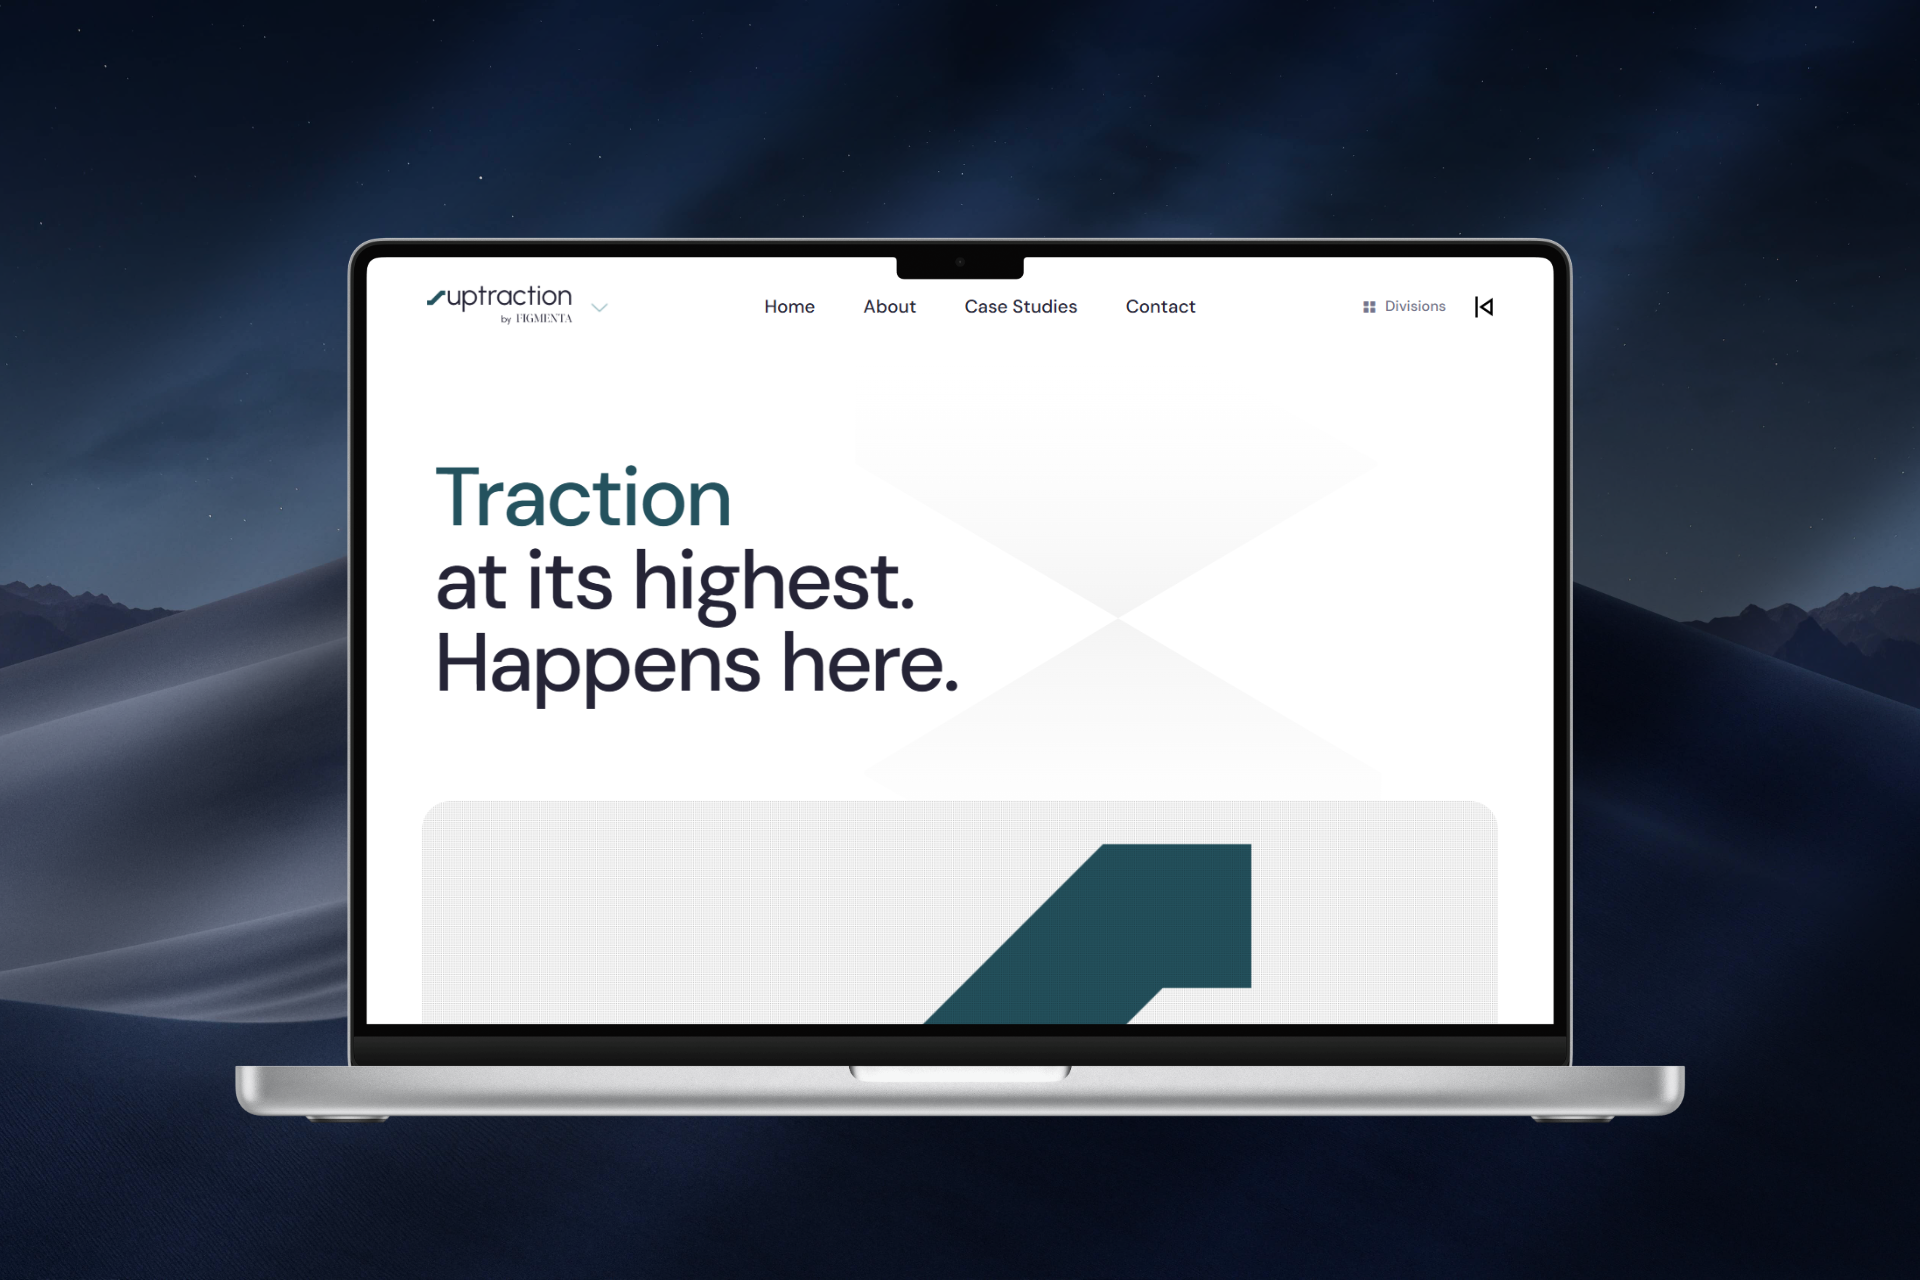 uptraction
by FIGMENTA
Home
About
Case Studies
Contact
Divisions
Traction
at its highest.
Happens here.